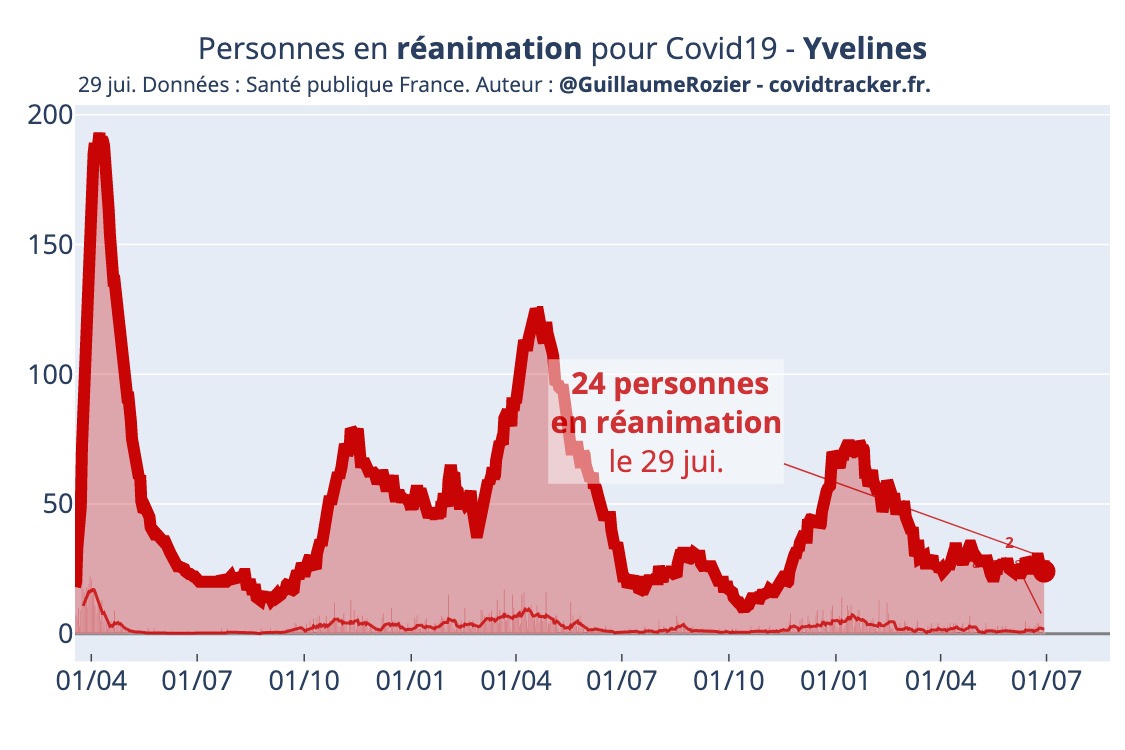 Personnes en réanimation pour Covid19 - Yvelines
29 jui. Données : Santé publique France. Auteur : @GuillaumeRozier - covidtracker.fr.
200
150
100
50
0
24 personnes
en réanimation
le 29 jui.
2
01/04 01/07 01/10 01/01 01/04 01/07 01/10 01/01 01/04 01/07